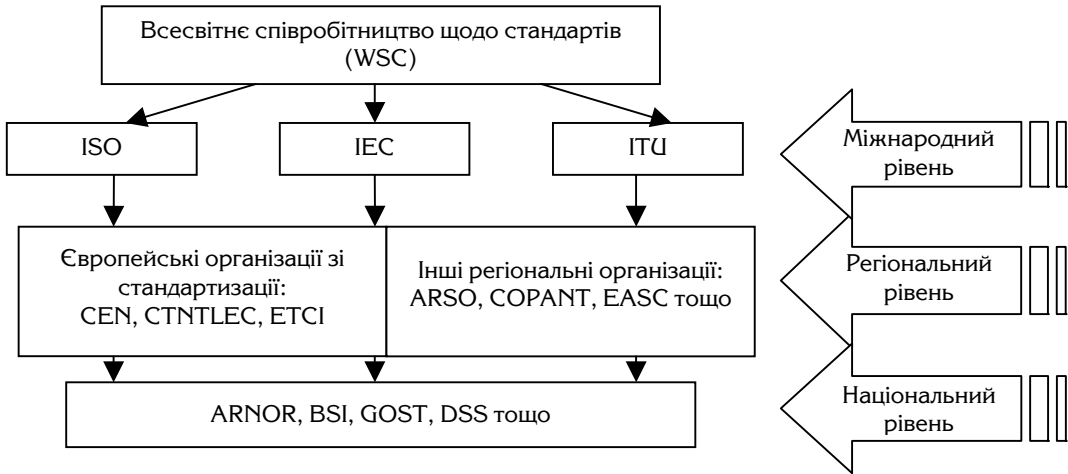 Всесвітнє співробітництво щодо стандартів
(WSC)
ISO
IEC
ITU
Міжнародний
рівень
Європейські організації зі
стандартизації:
CEN, CTNTLEC, ETCI
Інші регіональні організації:
ARSO, COPANT, EASC тощо
Регіональний
рівень
ARNOR, BSI, GOST, DSS тощо
Національний
рівень